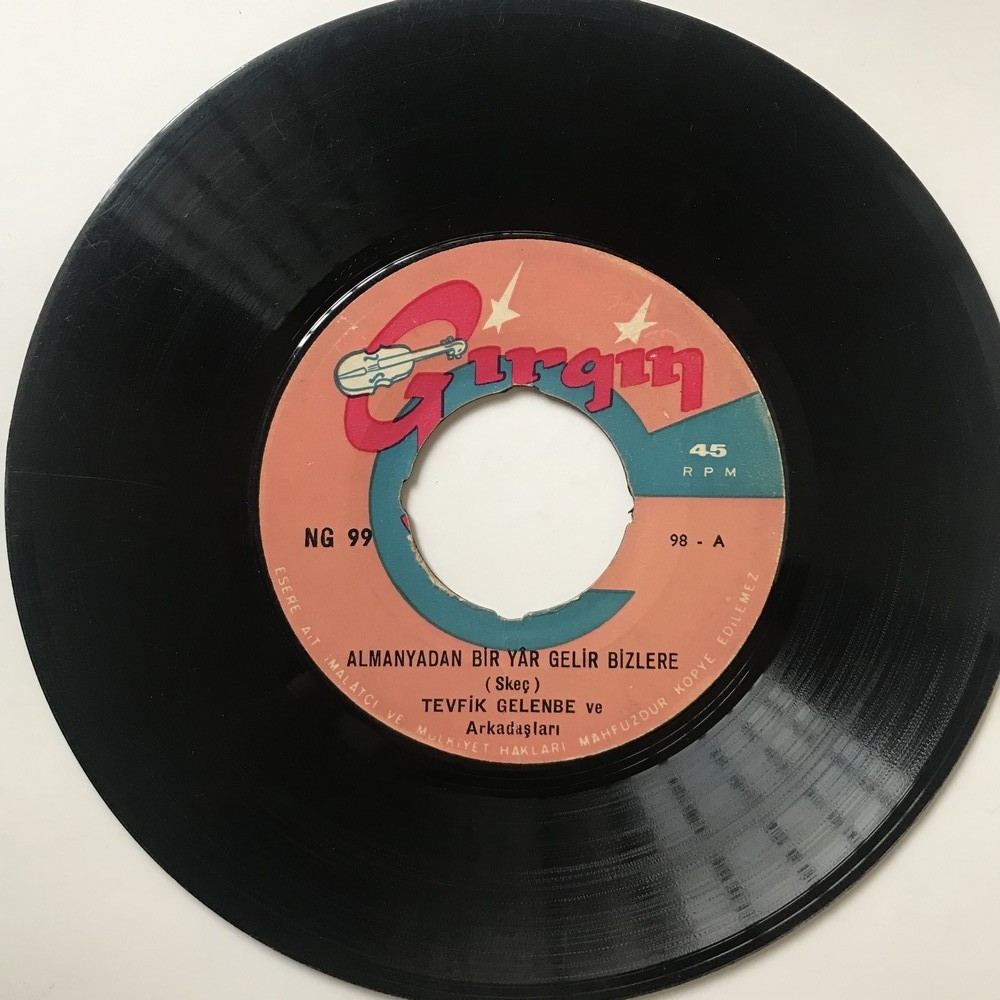 Girgin
45
RPM
NG 99
98 - A
ALMANYADAN BİR YÂR GELİR BİZLERE
(Skeç)
TEVFİK GELENBE ve
Arkadaşları
ESERE AİT İMALATÇI VE MÜLKİYET HAKLARI MAHFUZDUR KOPYE EDİLEMEZ